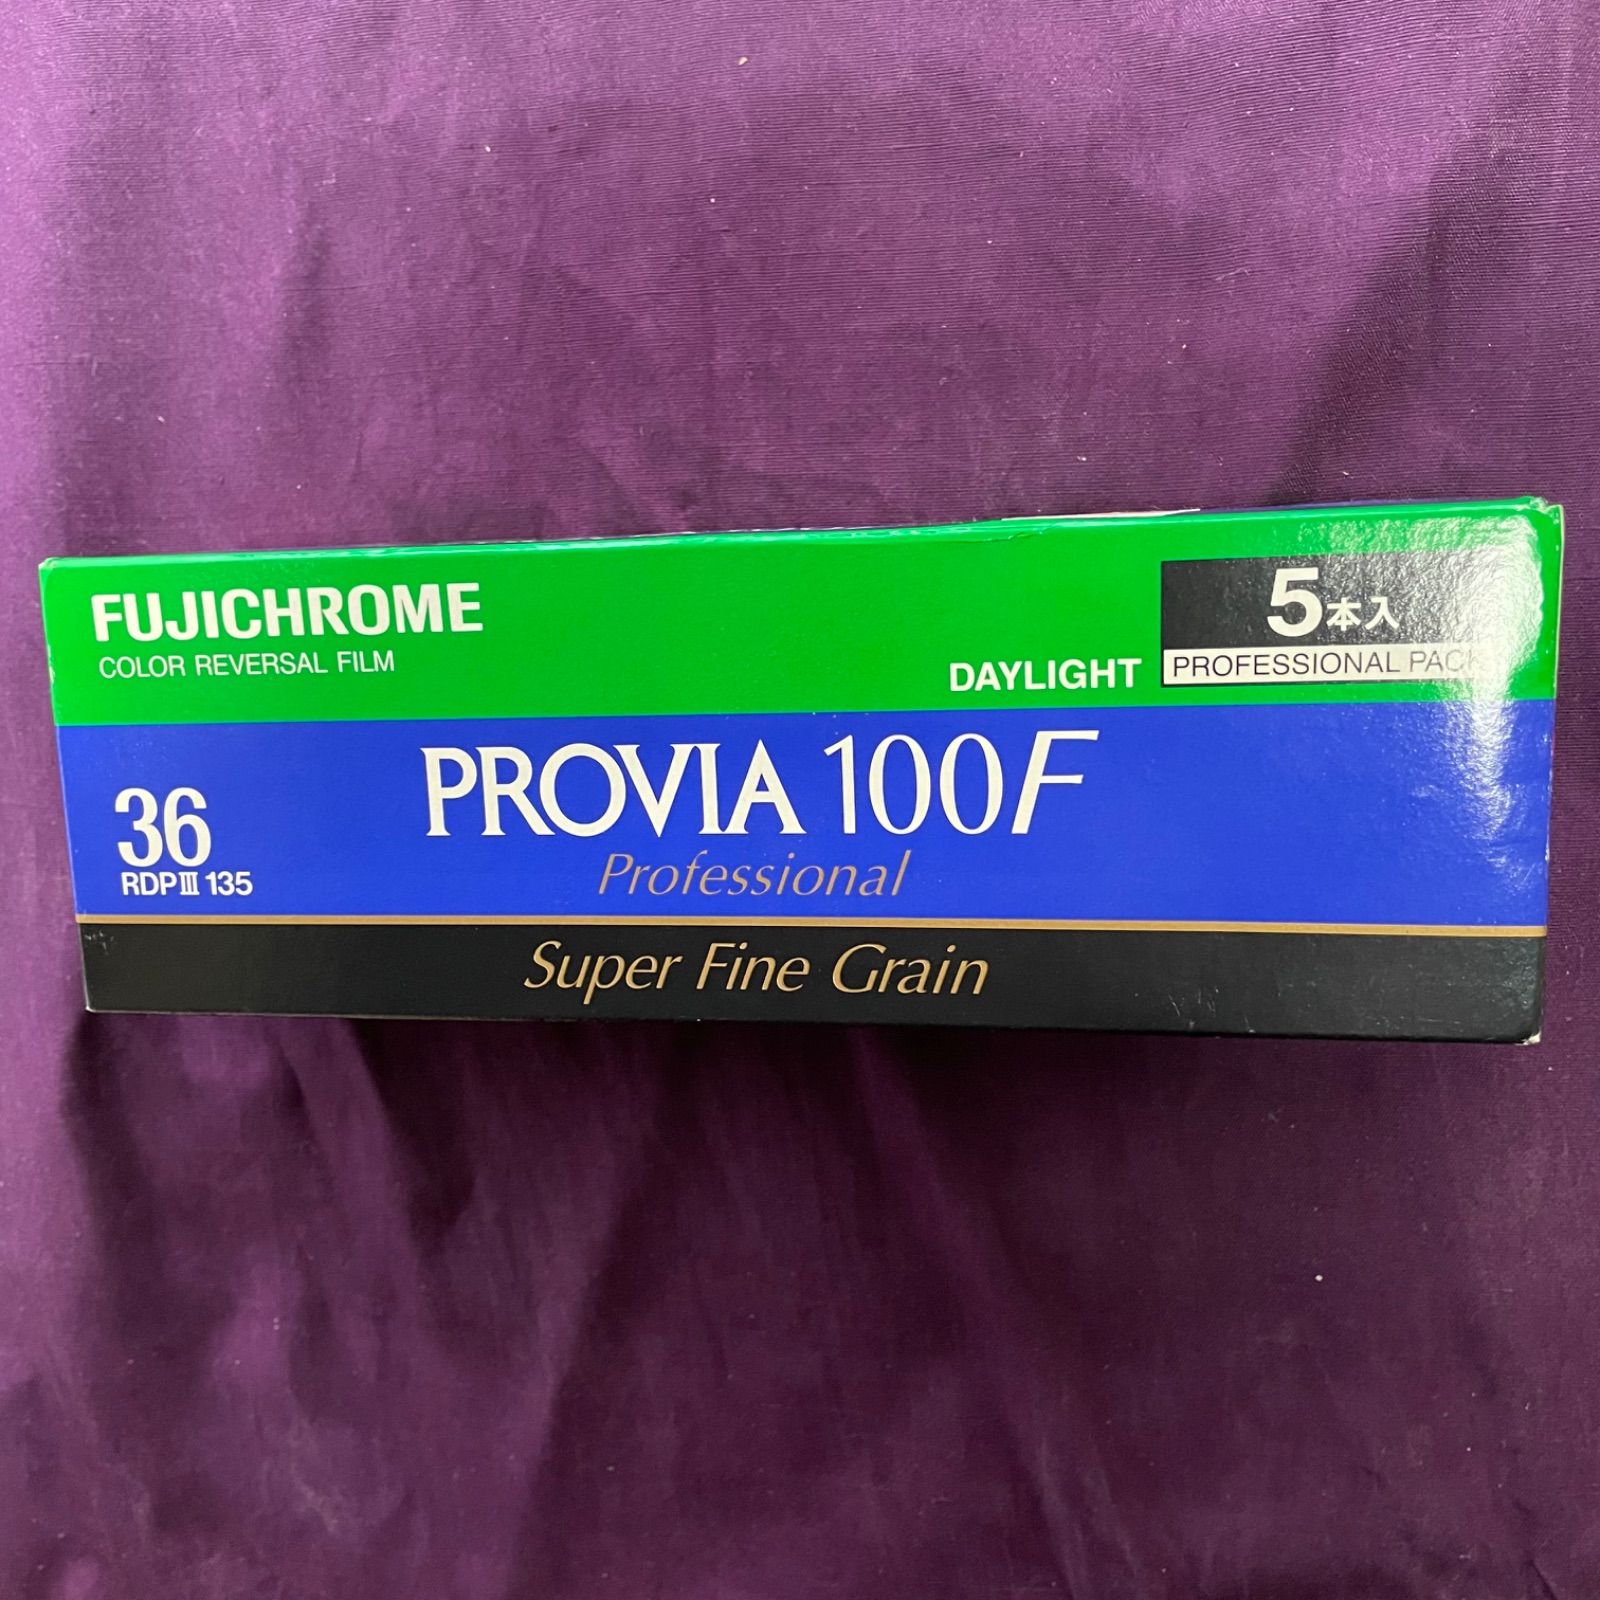 FUJICHROME
COLOR REVERSAL FILM
5本入
DAYLIGHT
PROFESSIONAL PACK
PROVIA 100F
36
Professional
RDPⅢ 135
Super Fine Grain